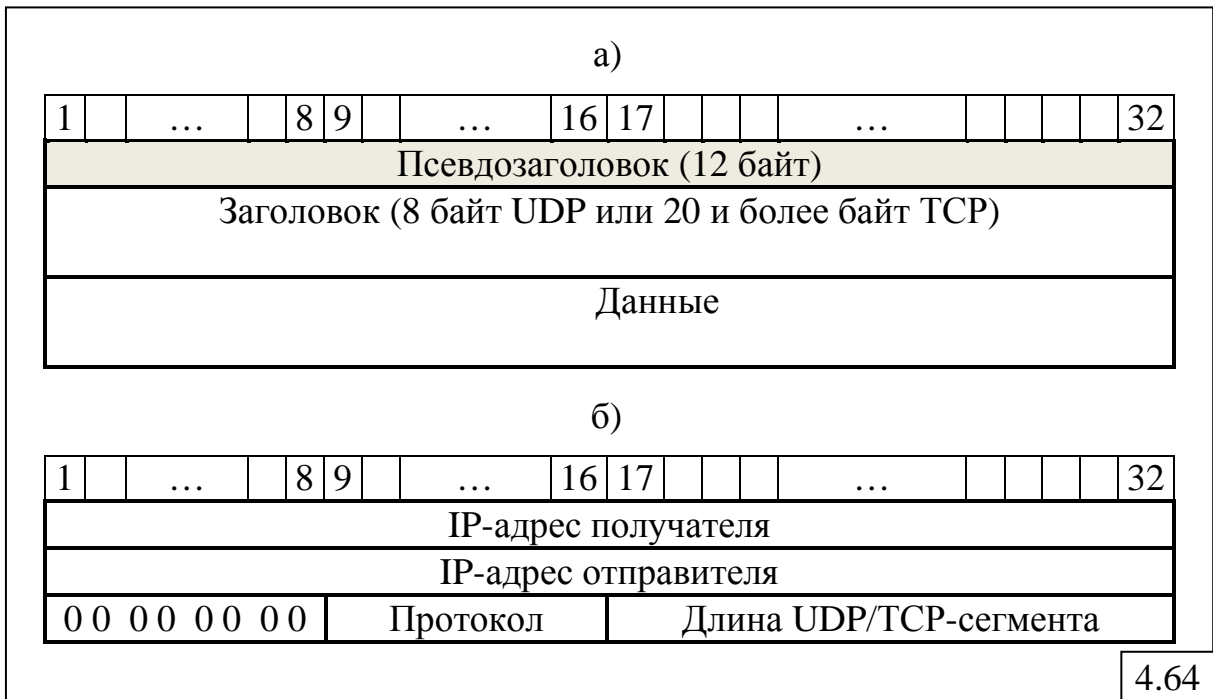 а)
1 … 8 9 … 16 17 … 32
Псевдозаголовок (12 байт)
Заголовок (8 байт UDP или 20 и более байт TCP)
Данные
б)
1 … 8 9 … 16 17 … 32
IP-адрес получателя
IP-адрес отправителя
0 0 0 0 0 0 0 0 Протокол Длина UDP/TCP-сегмента
4.64